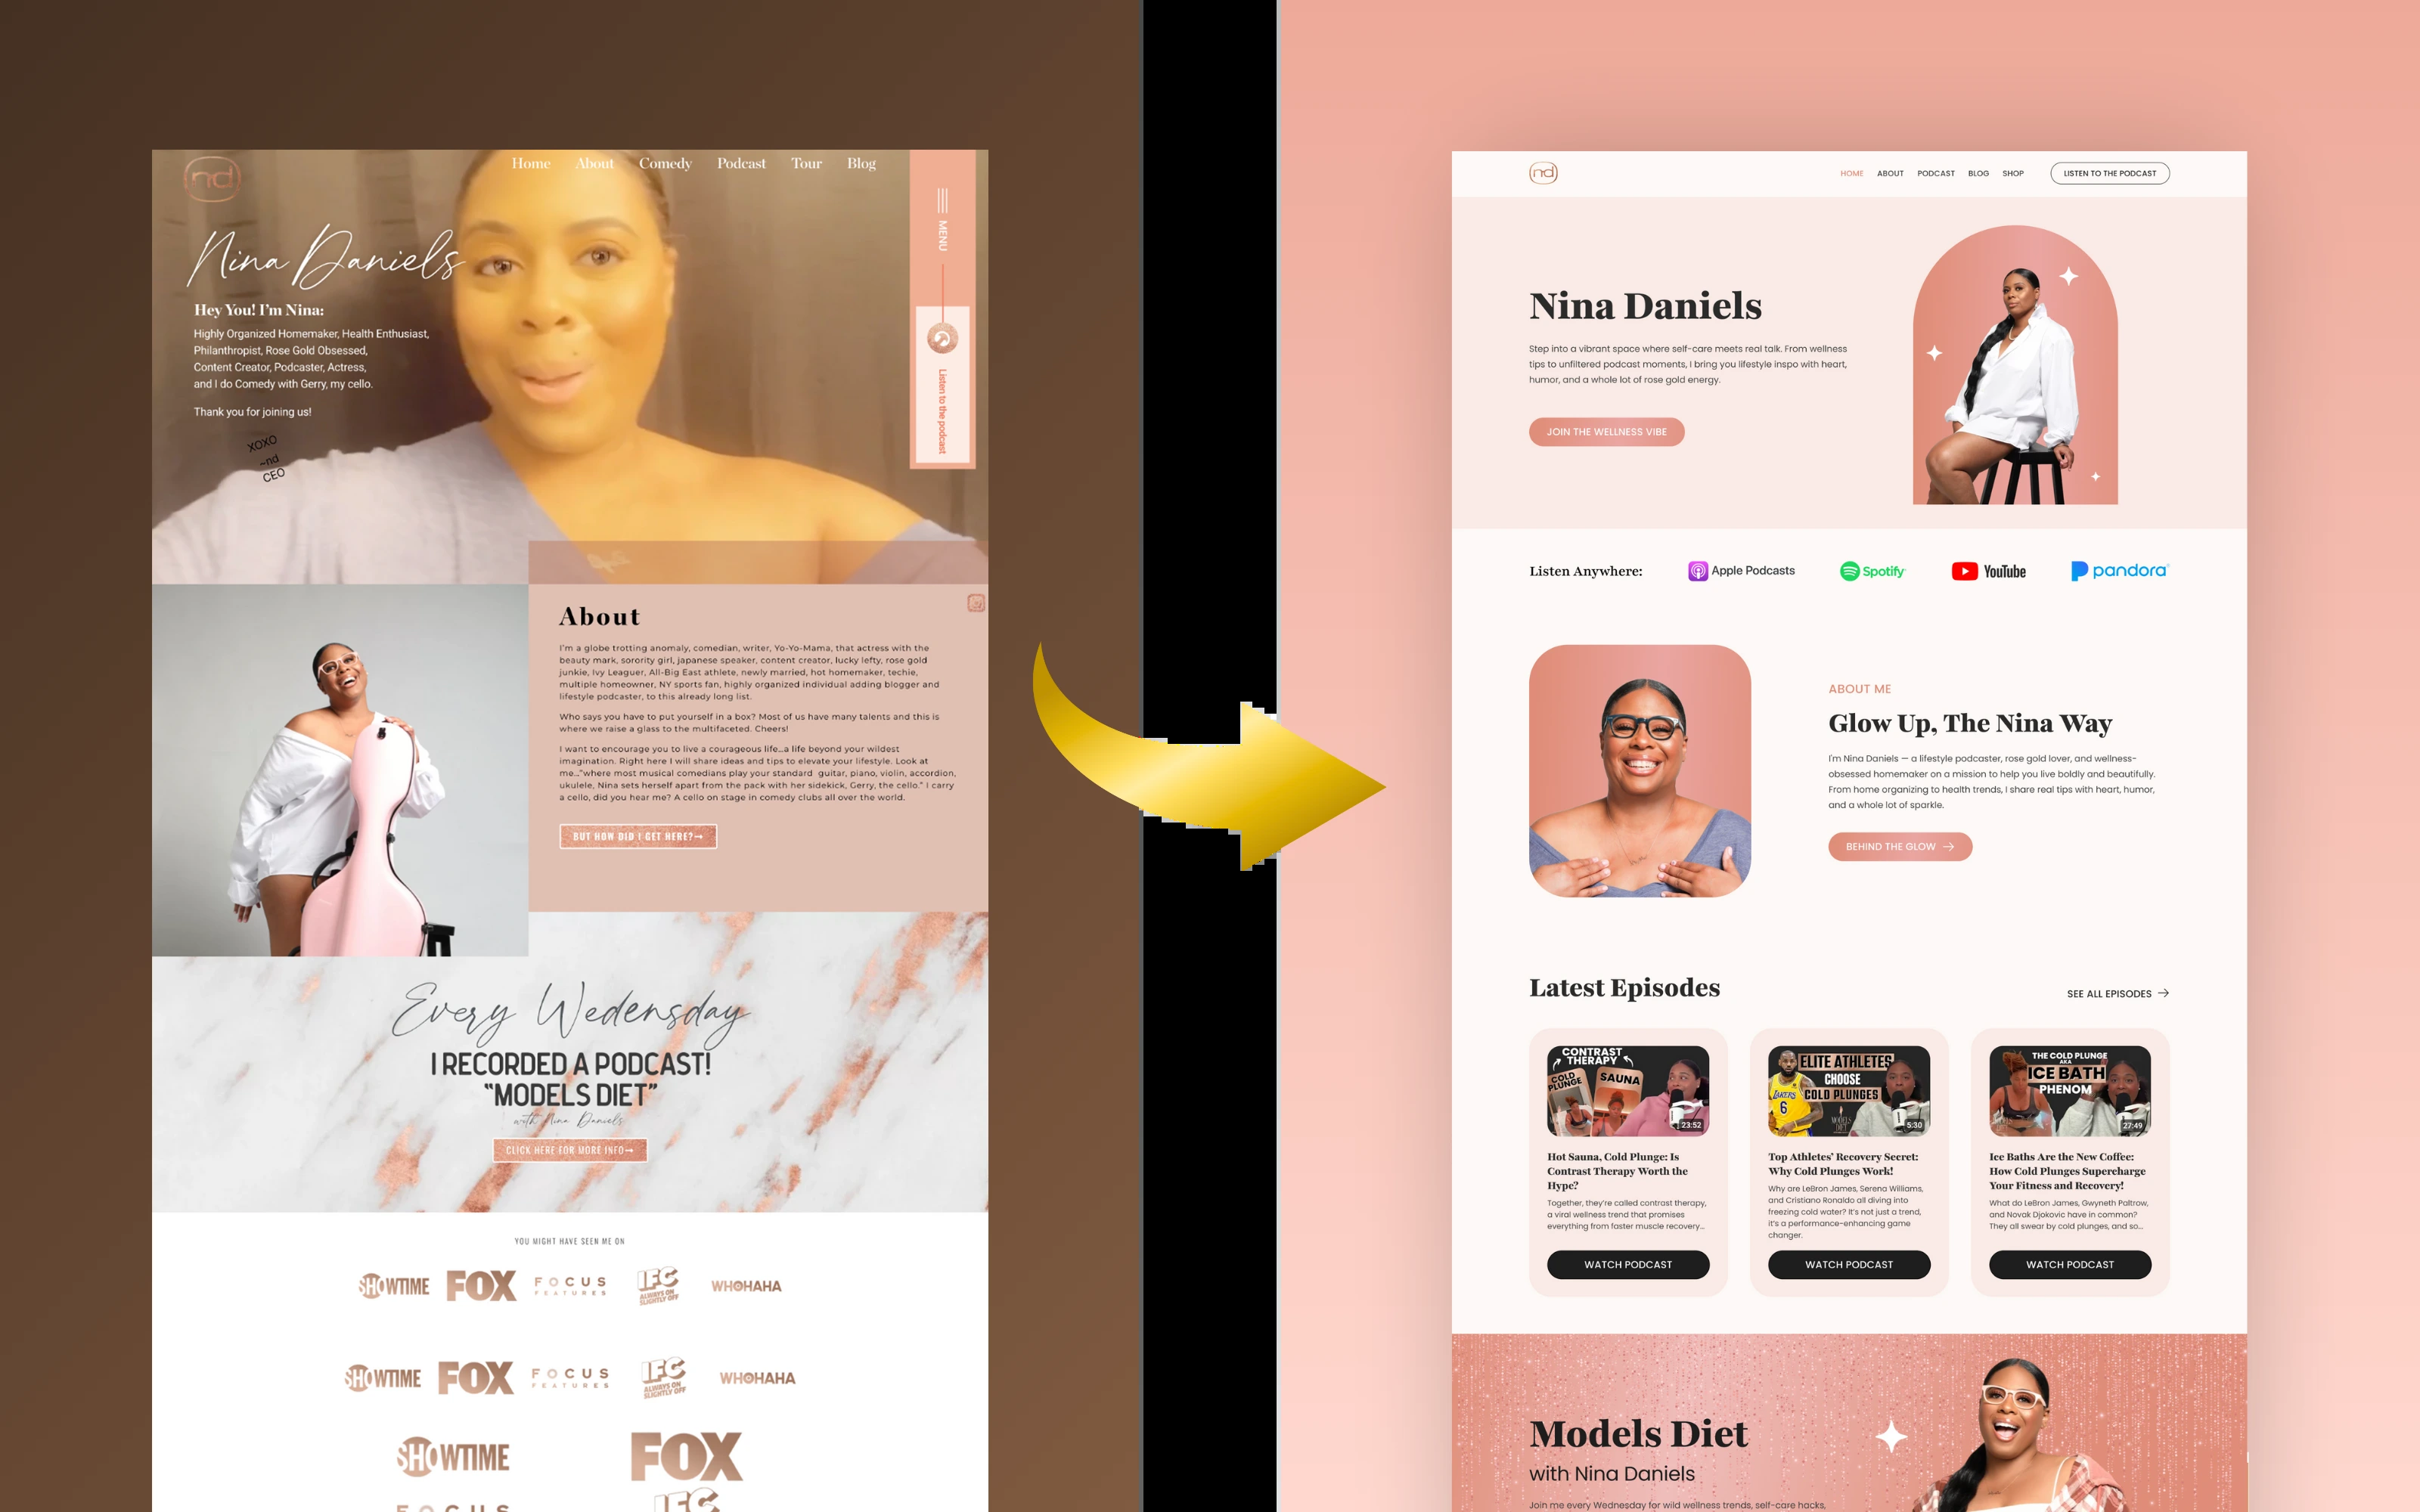 nd
Home About Comedy Podcast Tour Blog
MENU
Listen to the podcast
Nina Daniels
Hey You! I'm Nina:
Highly Organized Homemaker, Health Enthusiast,
Philanthropist, Rose Gold Obsessed,
Content Creator, Podcaster, Actress,
and I do Comedy with Gerry, my cello.
Thank you for joining us!
XOXO
~nd
CEO
About
I'm a globe trotting anomaly, comedian, writer, Yo-Yo-Mama, that actress with the
beauty mark, sorority girl, japanese speaker, content creator, lucky lefty, rose gold
junkie, Ivy Leaguer, All-Big East athlete, newly married, hot homemaker, techie,
multiple homeowner, NY sports fan, highly organized individual adding blogger and
lifestyle podcaster, to this already long list.
Who says you have to put yourself in a box? Most of us have many talents and this is
where we raise a glass to the multifaceted. Cheers!
I want to encourage you to live a courageous life...a life beyond your wildest
imagination. Right here I will share ideas and tips to elevate your lifestyle. Look at
me..."where most musical comedians play your standard guitar, piano, violin, accordion,
ukulele, Nina sets herself apart from the pack with her sidekick, Gerry, the cello." I carry
a cello, did you hear me? A cello on stage in comedy clubs all over the world.
BUT HOW DID I GET HERE?→
Every Wedensday
I RECORDED A PODCAST!
"MODELS DIET"
with Nina Daniels
CLICK HERE FOR MORE INFO→
YOU MIGHT HAVE SEEN ME ON
SHOWTIME FOX FOCUS FEATURES IFC ALWAYS ON SLIGHTLY OFF WHOHAHA
SHOWTIME FOX FOCUS FEATURES IFC ALWAYS ON SLIGHTLY OFF WHOHAHA
SHOWTIME FOX
FOCUS IFC
nd
HOME ABOUT PODCAST BLOG SHOP LISTEN TO THE PODCAST
Nina Daniels
Step into a vibrant space where self-care meets real talk. From wellness
tips to unfiltered podcast moments, I bring you lifestyle inspo with heart,
humor, and a whole lot of rose gold energy.
JOIN THE WELLNESS VIBE
Listen Anywhere: Apple Podcasts Spotify YouTube pandora
ABOUT ME
Glow Up, The Nina Way
I'm Nina Daniels — a lifestyle podcaster, rose gold lover, and wellness-
obsessed homemaker on a mission to help you live boldly and beautifully.
From home organizing to health trends, I share real tips with heart, humor,
and a whole lot of sparkle.
BEHIND THE GLOW →
Latest Episodes
SEE ALL EPISODES →
CONTRAST
THERAPY
COLD
PLUNGE
SAUNA
23:52
Hot Sauna, Cold Plunge: Is
Contrast Therapy Worth the
Hype?
Together, they're called contrast therapy,
a viral wellness trend that promises
everything from faster muscle recovery...
WATCH PODCAST
ELITE ATHLETES
CHOOSE
COLD PLUNGES
LAKERS
6
MODELS
DIET
5:30
Top Athletes' Recovery Secret:
Why Cold Plunges Work!
Why are LeBron James, Serena Williams,
and Cristiano Ronaldo all diving into
freezing cold water? It's not just a trend,
it's a performance-enhancing game
changer.
WATCH PODCAST
THE COLD PLUNGE
AKA
ICE BATH
PHENOM
27:49
Ice Baths Are the New Coffee:
How Cold Plunges Supercharge
Your Fitness and Recovery!
What do LeBron James, Gwyneth Paltrow,
and Novak Djokovic have in common?
They all swear by cold plunges, and so...
WATCH PODCAST
Models Diet
with Nina Daniels
Join me every Wednesday for wild wellness trends, self-care hacks,